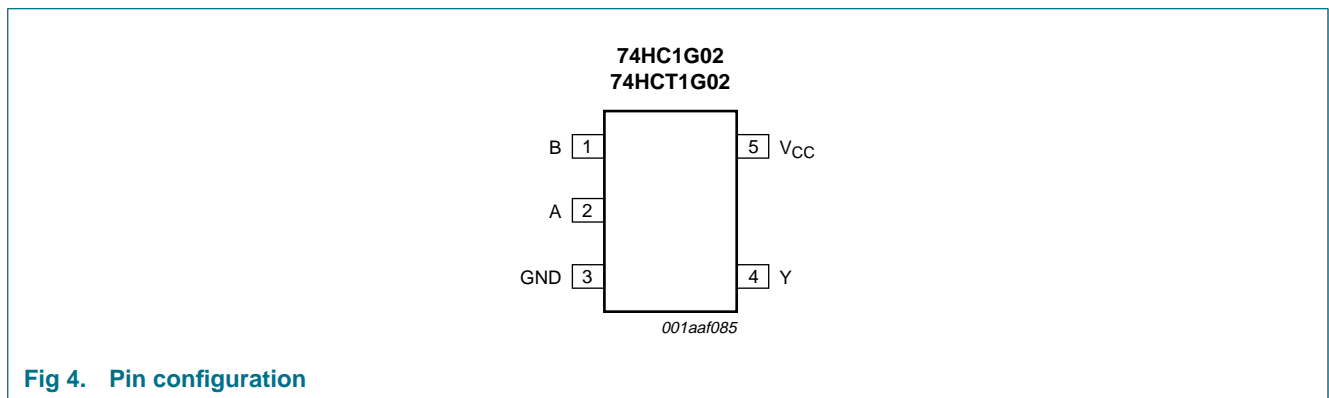 74HC1G02
74HCT1G02
B 1 5 VCC
A 2
GND 3 4 Y
001aaf085
Fig 4. Pin configuration